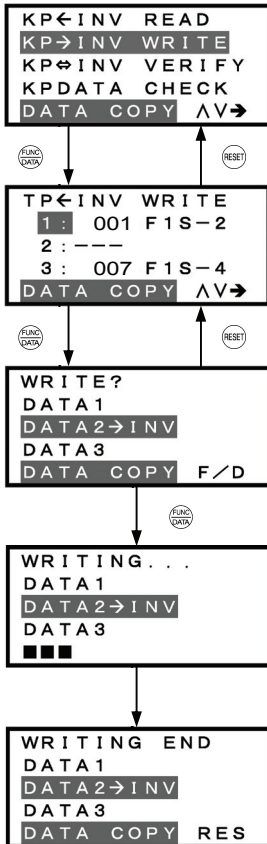 KP←INV READ
KP→INV WRITE
KP⇔INV VERIFY
KPDATA CHECK
DATA COPY ∧∨➔
FUNC
DATA
RESET
TP←INV WRITE
1: 001 F1S−2
2:−−−
3: 007 F1S−4
DATA COPY ∧∨➔
FUNC
DATA
RESET
WRITE?
DATA1
DATA2→INV
DATA3
DATA COPY F/D
FUNC
DATA
WRITING...
DATA1
DATA2→INV
DATA3
■■■
WRITING END
DATA1
DATA2→INV
DATA3
DATA COPY RES